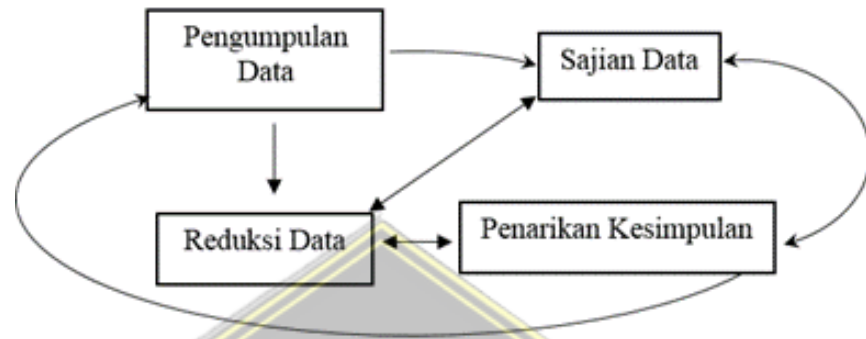 Pengumpulan
Data
Sajian Data
Reduksi Data
Penarikan Kesimpulan